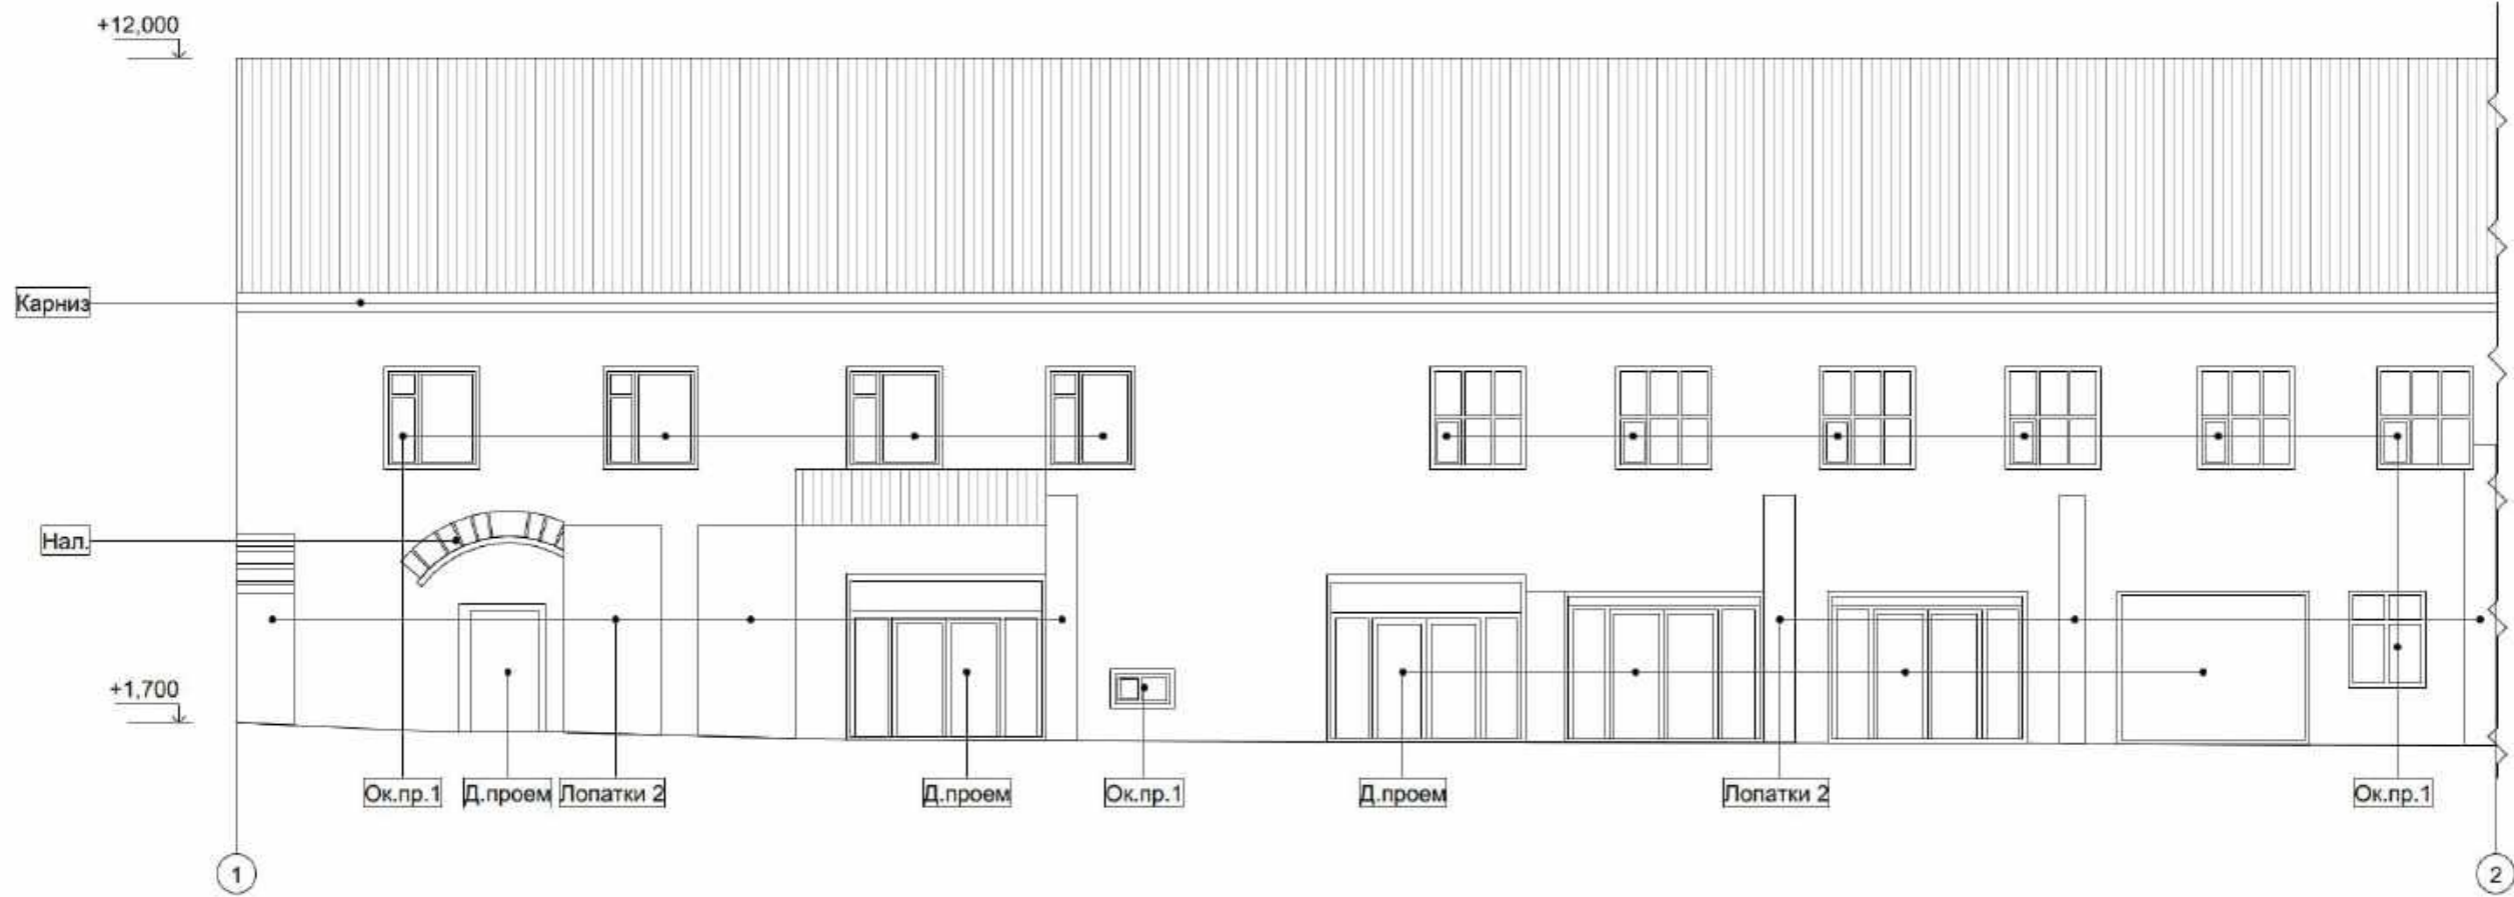 +12,000
Карниз
Нал.
+1,700
Ок.пр.1
Д.проем
Лопатки 2
Д.проем
Ок.пр.1
Д.проем
Лопатки 2
Ок.пр.1
1
2